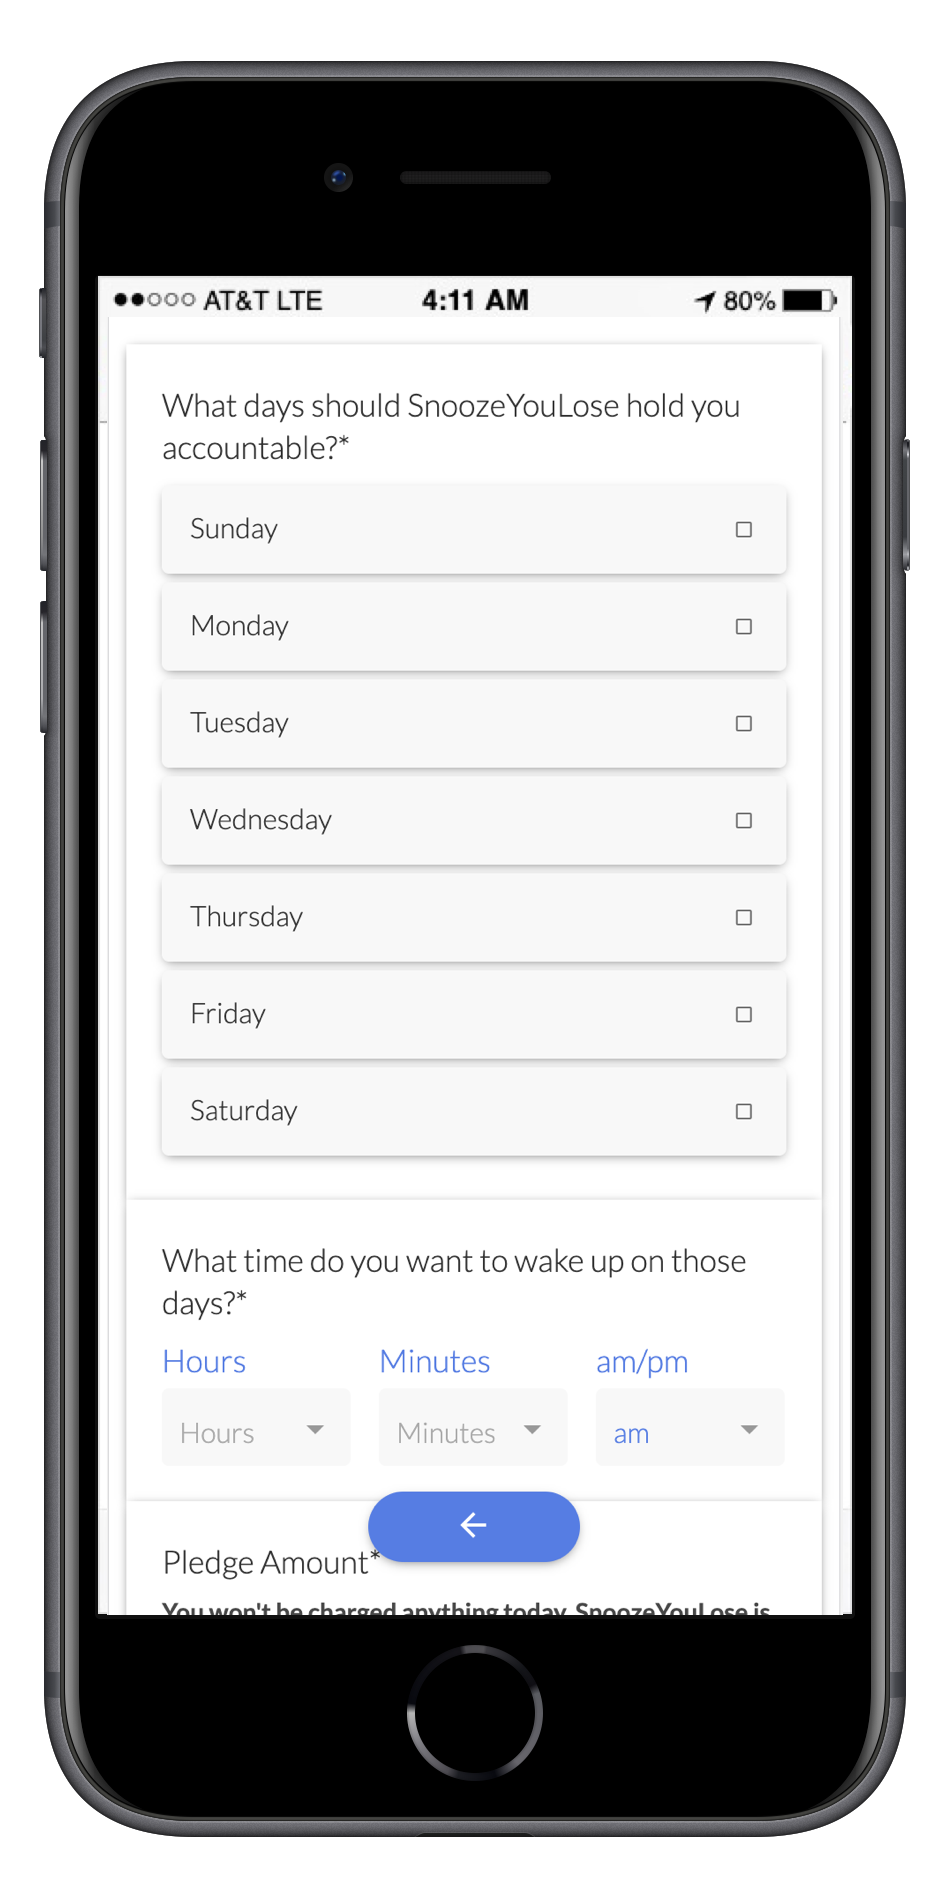 AT&T LTE 4:11 AM 80%
What days should SnoozeYouLose hold you
accountable?*
Sunday
Monday
Tuesday
Wednesday
Thursday
Friday
Saturday
What time do you want to wake up on those
days?*
Hours Minutes am/pm
Hours Minutes am
Pledge Amount*
You won't be charged anything today. SnoozeYouLose is